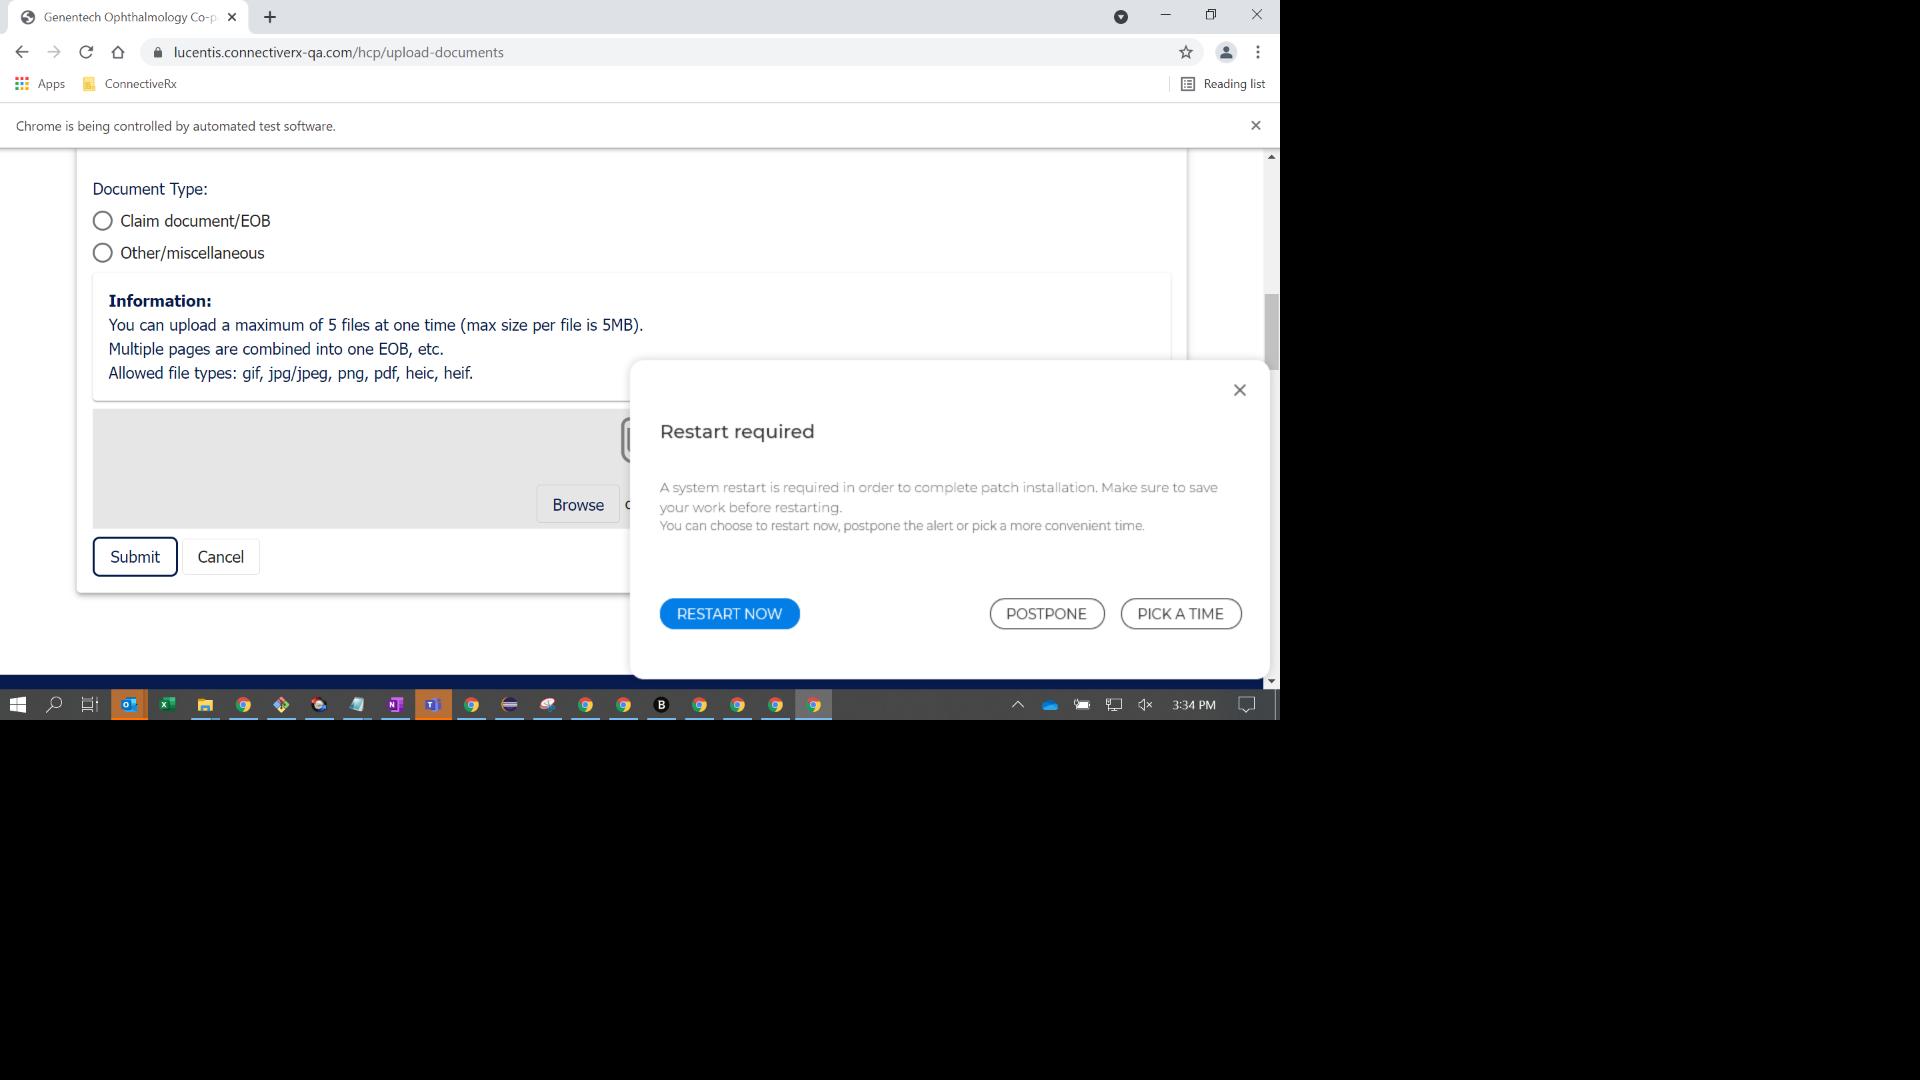 Genentech Ophthalmology Co-p
lucentis.connectiverx-qa.com/hcp/upload-documents
Apps
ConnectiveRx
Reading list
Chrome is being controlled by automated test software.
Document Type:
Claim document/EOB
Other/miscellaneous
Information:
You can upload a maximum of 5 files at one time (max size per file is 5MB).
Multiple pages are combined into one EOB, etc.
Allowed file types: gif, jpg/jpeg, png, pdf, heic, heif.
Browse
Submit
Cancel
Restart required
A system restart is required in order to complete patch installation. Make sure to save
your work before restarting.
You can choose to restart now, postpone the alert or pick a more convenient time.
RESTART NOW
POSTPONE
PICK A TIME
3:34 PM